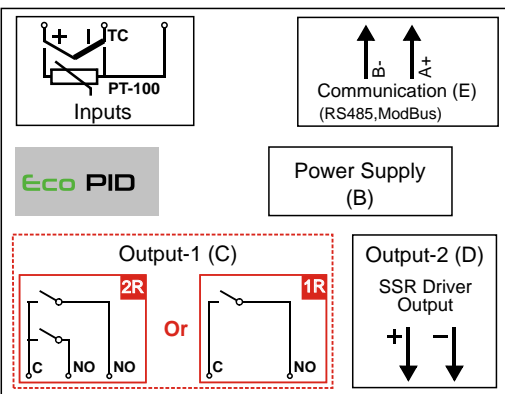 + − TC
PT-100
Inputs
B-
A+
Communication (E)
(RS485,ModBus)
Eco PID
Power Supply
(B)
Output-1 (C)
2R
C NO NO
Or
1R
C NO
Output-2 (D)
SSR Driver
Output
+ −